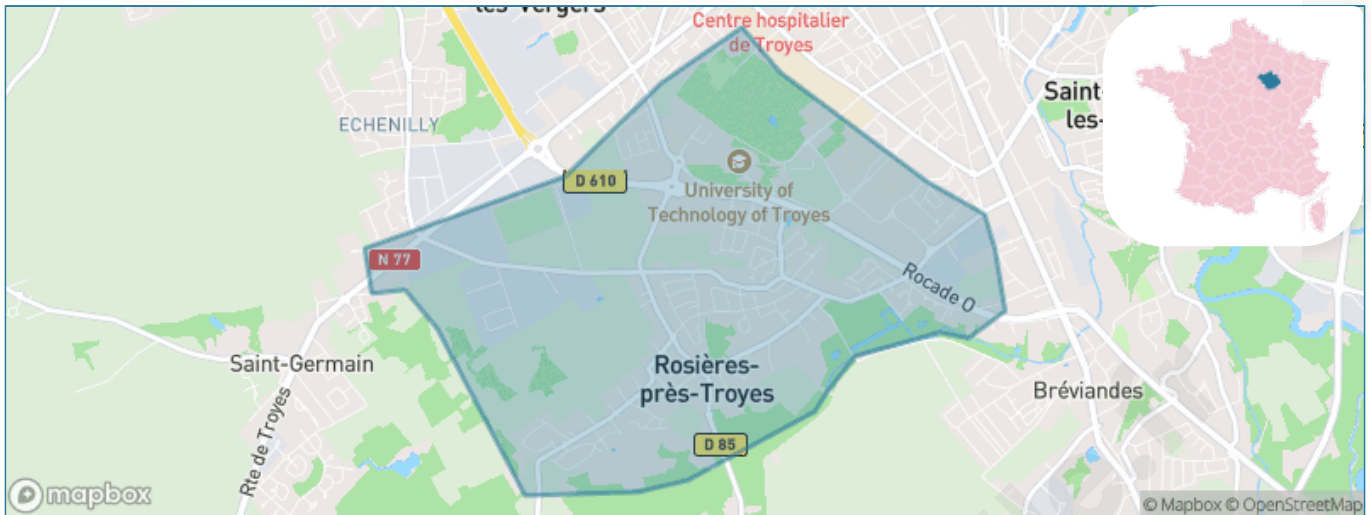 les-Vergers
Centre hospitalier
de Troyes
Saint-
les-
ECHENILLY
D 610
University of
Technology of Troyes
N 77
Rocade O
Saint-Germain
Rosières-
près-Troyes
Bréviandes
Rte de Troyes
D 85
mapbox
© Mapbox © OpenStreetMap